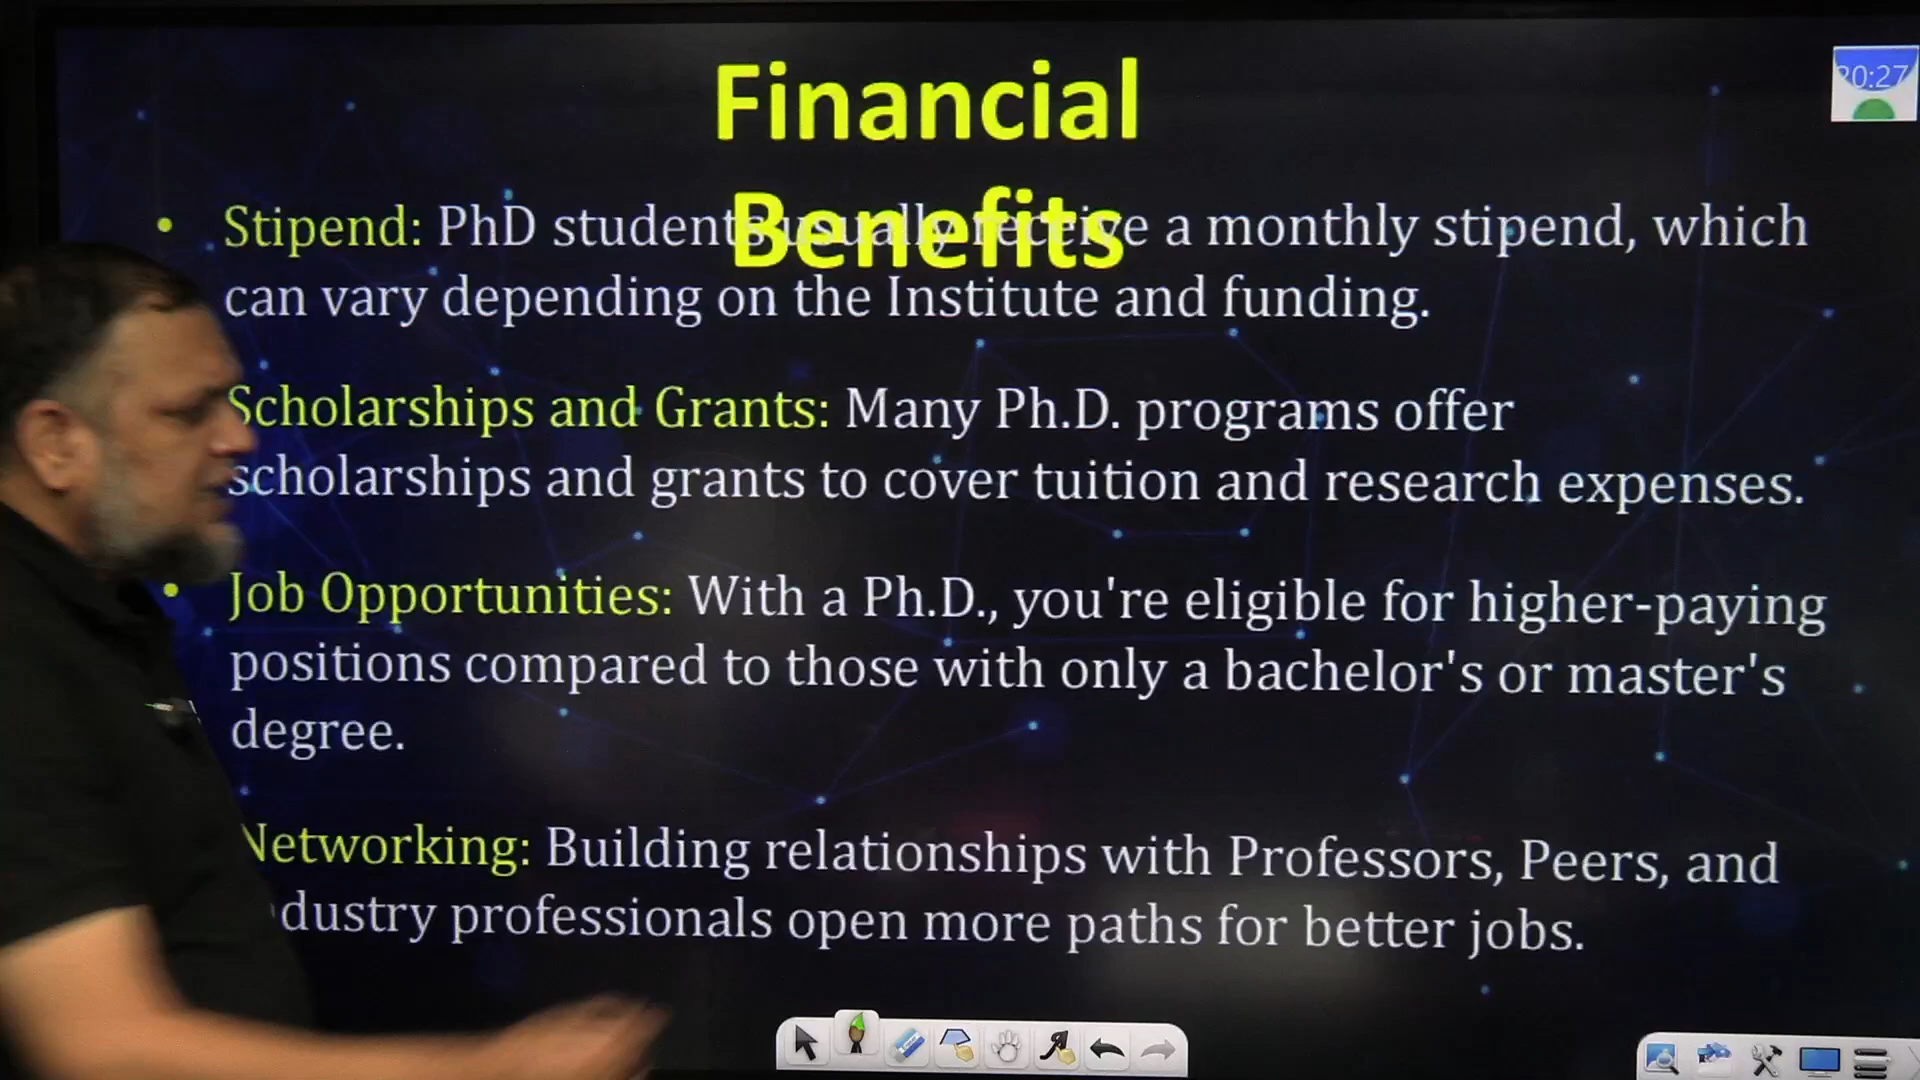 Financial
Benefits
• Stipend: PhD students usually receive a monthly stipend, which
can vary depending on the Institute and funding.
Scholarships and Grants: Many Ph.D. programs offer
scholarships and grants to cover tuition and research expenses.
• Job Opportunities: With a Ph.D., you're eligible for higher-paying
positions compared to those with only a bachelor's or master's
degree.
Networking: Building relationships with Professors, Peers, and
dustry professionals open more paths for better jobs.
20:27